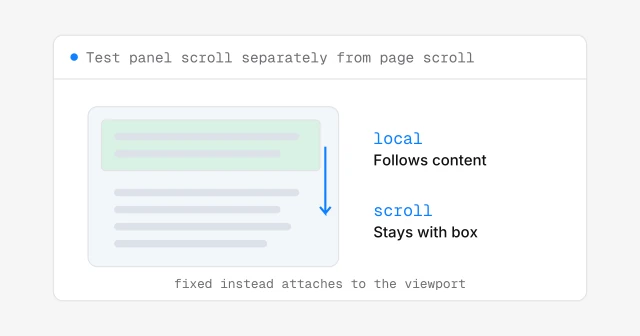 Test panel scroll separately from page scroll
local
Follows content
scroll
Stays with box
fixed instead attaches to the viewport